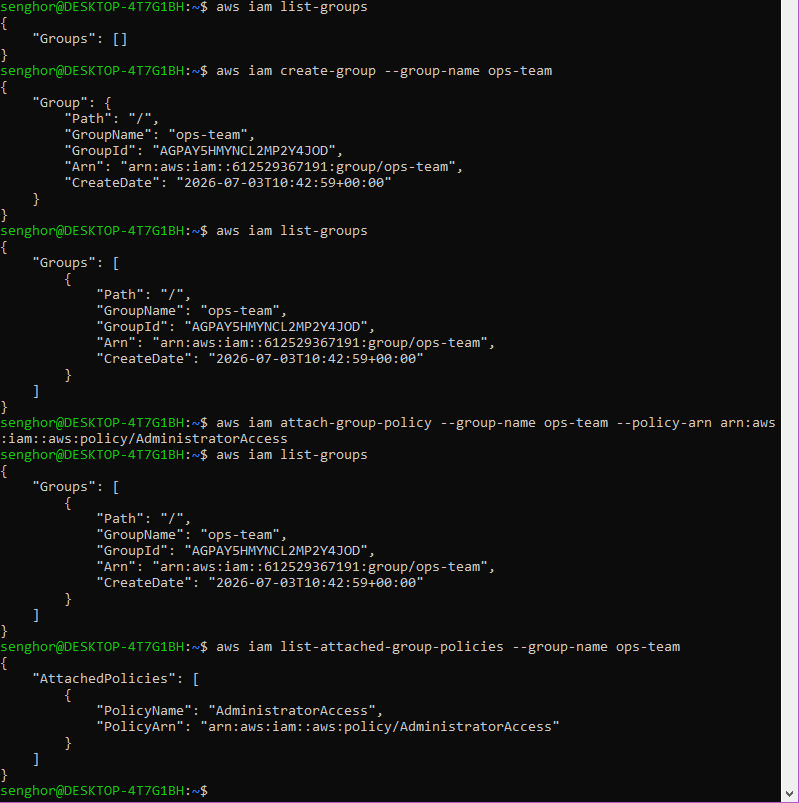 senghor@DESKTOP-4T7G1BH:~$ aws iam list-groups
{
    "Groups": []
}
senghor@DESKTOP-4T7G1BH:~$ aws iam create-group --group-name ops-team
{
    "Group": {
        "Path": "/",
        "GroupName": "ops-team",
        "GroupId": "AGPAY5HMYNCL2MP2Y4JOD",
        "Arn": "arn:aws:iam::612529367191:group/ops-team",
        "CreateDate": "2026-07-03T10:42:59+00:00"
    }
}
senghor@DESKTOP-4T7G1BH:~$ aws iam list-groups
{
    "Groups": [
        {
            "Path": "/",
            "GroupName": "ops-team",
            "GroupId": "AGPAY5HMYNCL2MP2Y4JOD",
            "Arn": "arn:aws:iam::612529367191:group/ops-team",
            "CreateDate": "2026-07-03T10:42:59+00:00"
        }
    ]
}
senghor@DESKTOP-4T7G1BH:~$ aws iam attach-group-policy --group-name ops-team --policy-arn arn:aws
:iam::aws:policy/AdministratorAccess
senghor@DESKTOP-4T7G1BH:~$ aws iam list-groups
{
    "Groups": [
        {
            "Path": "/",
            "GroupName": "ops-team",
            "GroupId": "AGPAY5HMYNCL2MP2Y4JOD",
            "Arn": "arn:aws:iam::612529367191:group/ops-team",
            "CreateDate": "2026-07-03T10:42:59+00:00"
        }
    ]
}
senghor@DESKTOP-4T7G1BH:~$ aws iam list-attached-group-policies --group-name ops-team
{
    "AttachedPolicies": [
        {
            "PolicyName": "AdministratorAccess",
            "PolicyArn": "arn:aws:iam::aws:policy/AdministratorAccess"
        }
    ]
}
senghor@DESKTOP-4T7G1BH:~$